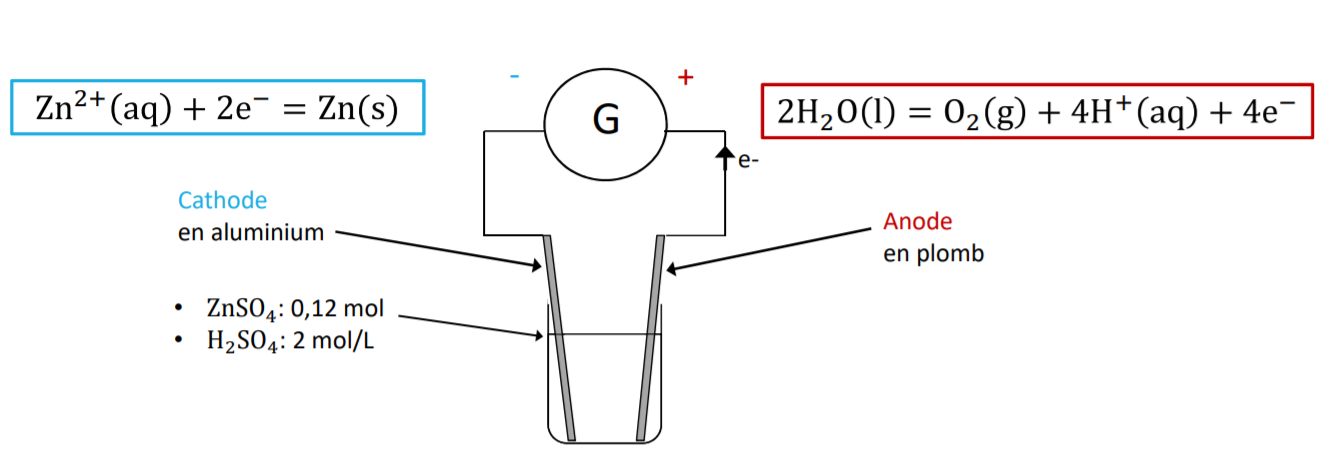 - +
Zn²⁺(aq) + 2e⁻ = Zn(s)
G
2H₂O(l) = O₂(g) + 4H⁺(aq) + 4e⁻
e-
Cathode
en aluminium
Anode
en plomb
• ZnSO₄: 0,12 mol
• H₂SO₄: 2 mol/L